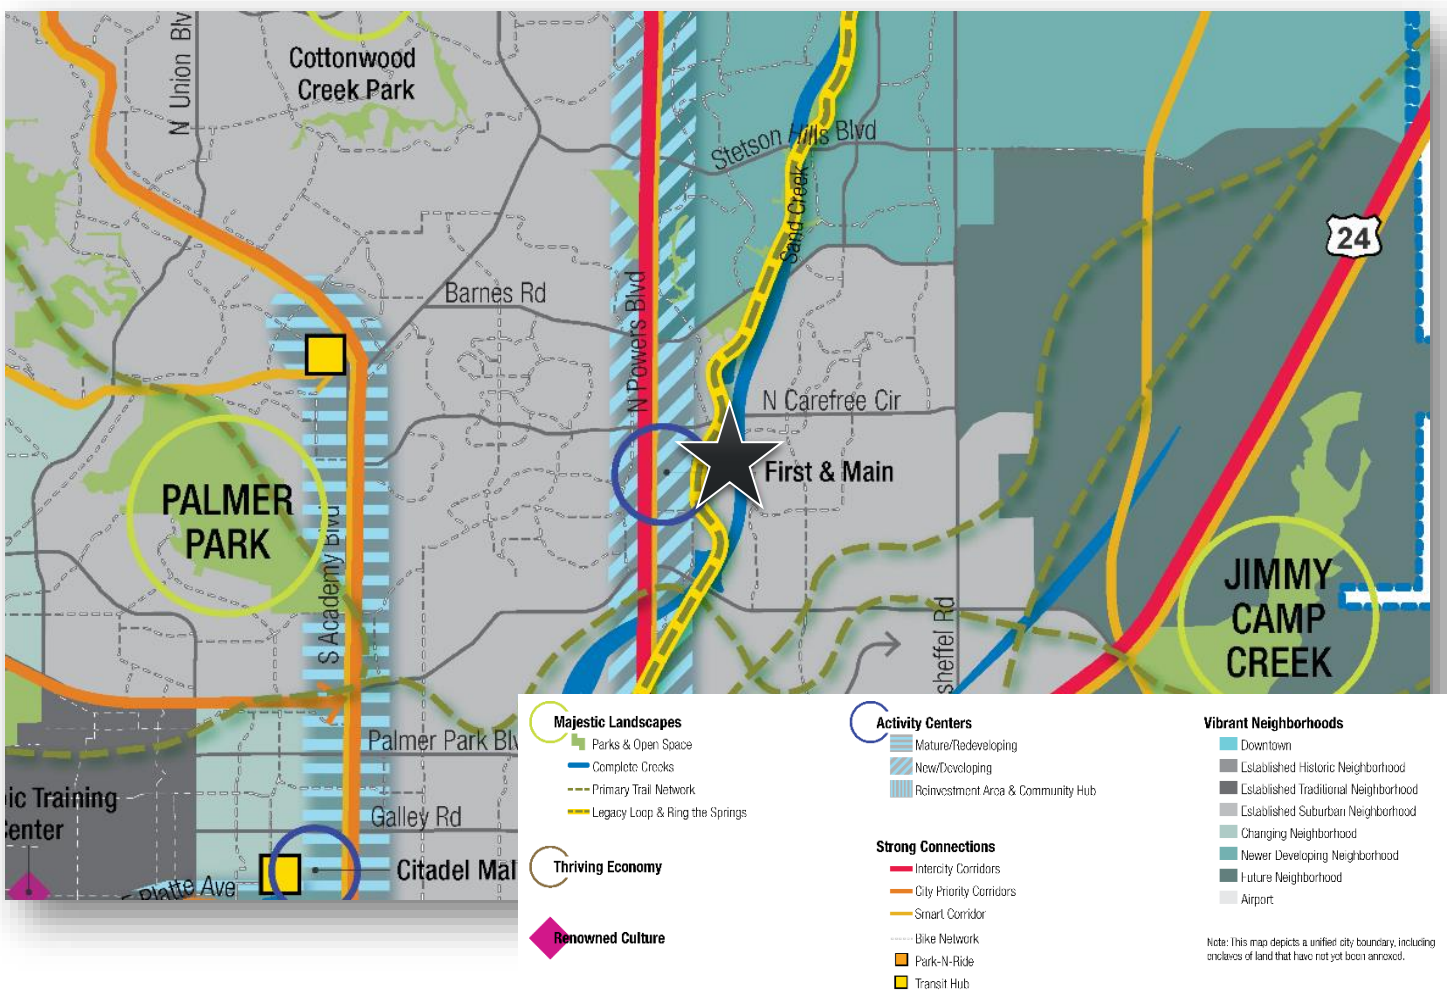 N Union Blv
Cottonwood
Creek Park
Stetson Hills Blvd
Sand Creek
24
Barnes Rd
N Powers Blvd
N Carefree Cir
First & Main
PALMER
PARK
S Academy Blvd
JIMMY
CAMP
CREEK
sheffel Rd
Palmer Park Blv
ic Training
enter
Galley Rd
Citadel Mal
E Platte Ave
Majestic Landscapes
Parks & Open Space
Complete Creeks
Primary Trail Network
Legacy Loop & Ring the Springs
Thriving Economy
Renowned Culture
Activity Centers
Mature/Redeveloping
New/Developing
Reinvestment Area & Community Hub
Strong Connections
Intercity Corridors
City Priority Corridors
Smart Corridor
Bike Network
Park-N-Ride
Transit Hub
Vibrant Neighborhoods
Downtown
Established Historic Neighborhood
Established Traditional Neighborhood
Established Suburban Neighborhood
Changing Neighborhood
Newer Developing Neighborhood
Future Neighborhood
Airport
Note: This map depicts a unified city boundary, including
enclaves of land that have not yet been annexed.